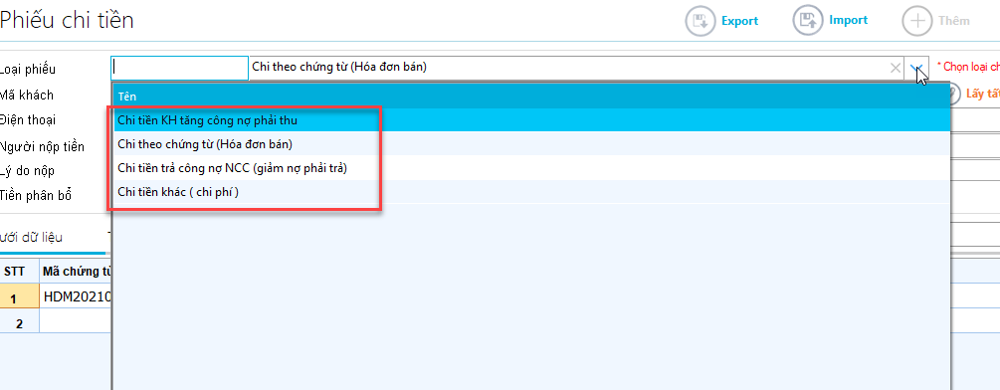 Phiếu chi tiền
Export
Import
Thêm
Loại phiếu
Chi theo chứng từ (Hóa đơn bán)
* Chọn loại ch
Mã khách
Tên
Lấy tất
Điện thoại
Chi tiền KH tăng công nợ phải thu
Người nộp tiền
Chi theo chứng từ (Hóa đơn bán)
Lý do nộp
Chi tiền trả công nợ NCC (giảm nợ phải trả)
Tiền phân bổ
Chi tiền khác ( chi phí )
ưới dữ liệu
STT
Mã chứng từ
1
HDM20210
2